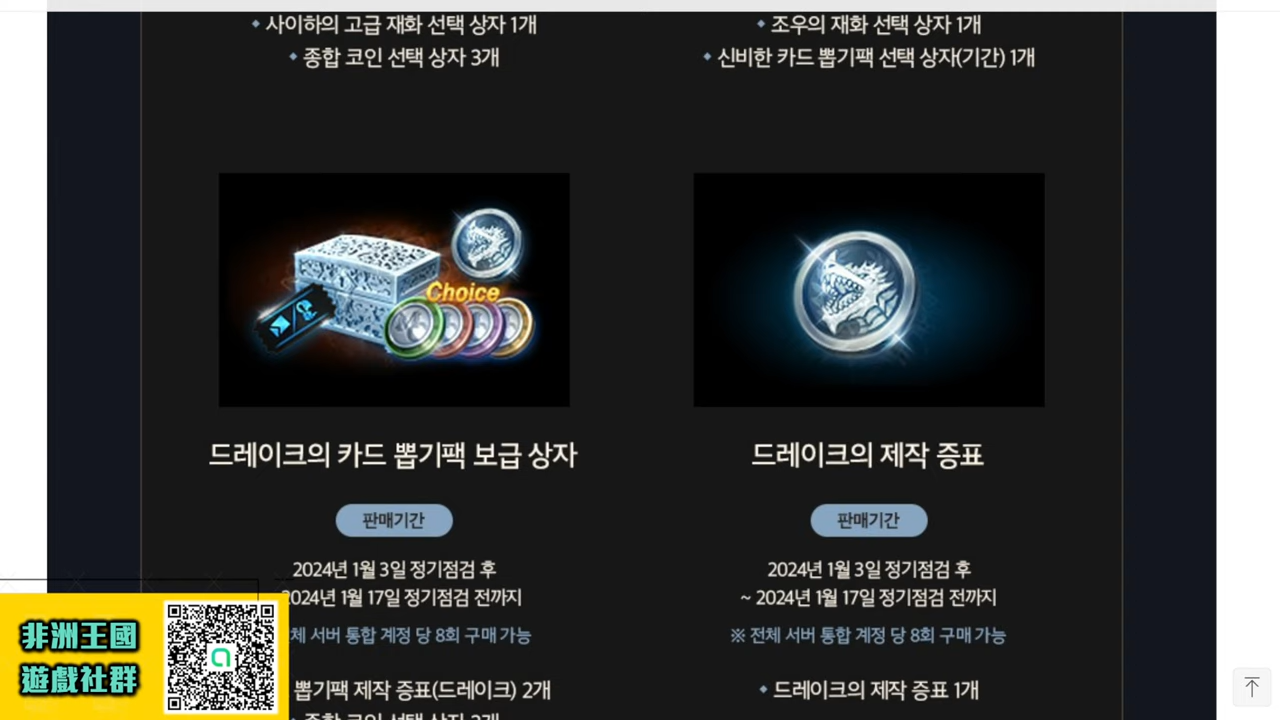 사이하의 고급 재화 선택 상자 1개
종합 코인 선택 상자 3개
조우의 재화 선택 상자 1개
신비한 카드 뽑기팩 선택 상자(기간) 1개
Choice
드레이크의 카드 뽑기팩 보급 상자
판매기간
2024년 1월 3일 정기점검 후
2024년 1월 17일 정기점검 전까지
체 서버 통합 계정 당 8회 구매 가능
뽑기팩 제작 증표(드레이크) 2개
드레이크의 제작 증표
판매기간
2024년 1월 3일 정기점검 후
~ 2024년 1월 17일 정기점검 전까지
※ 전체 서버 통합 계정 당 8회 구매 가능
드레이크의 제작 증표 1개
非洲王國
遊戲社群